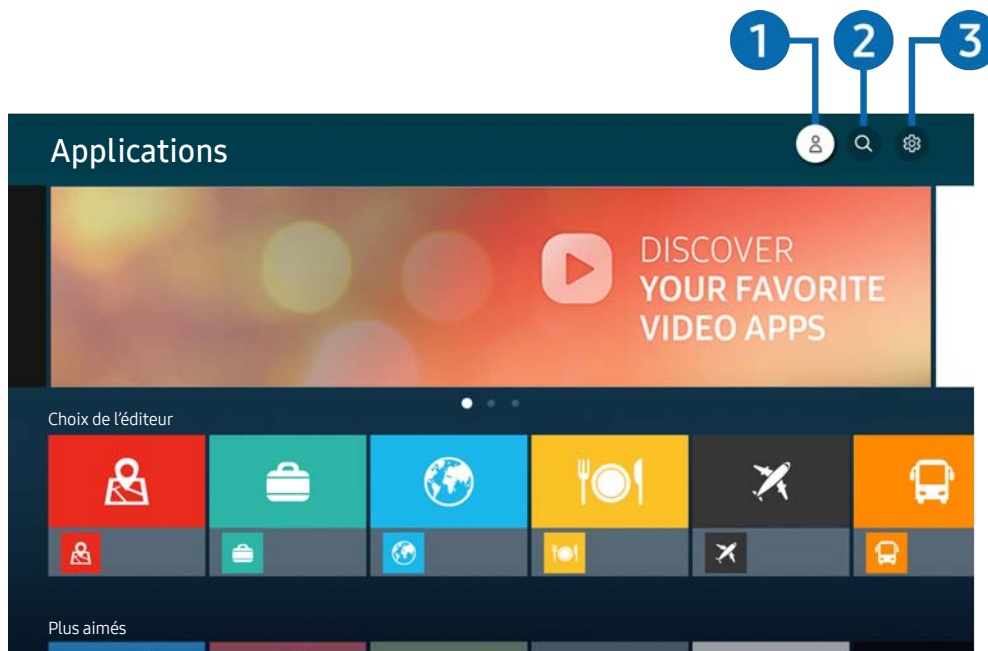 1 2 3
Applications
DISCOVER
YOUR FAVORITE
VIDEO APPS
Choix de l'éditeur
Plus aimés